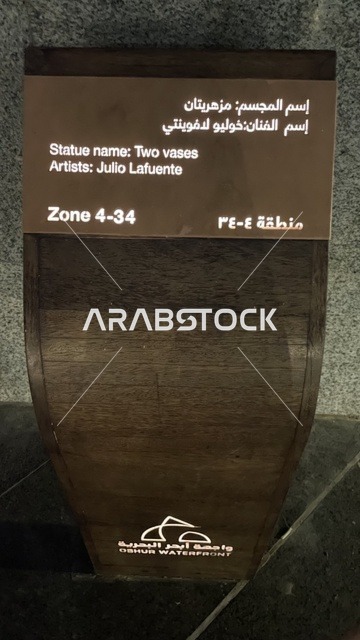 إسم المجسم: مزهريتان
إسم الفنان:خوليو لافوينتي
Statue name: Two vases
Artists: Julio Lafuente
Zone 4-34
منطقة ٤-٣٤
ARABSTOCK
واجهة أبحر البحرية
OBHUR WATERFRONT